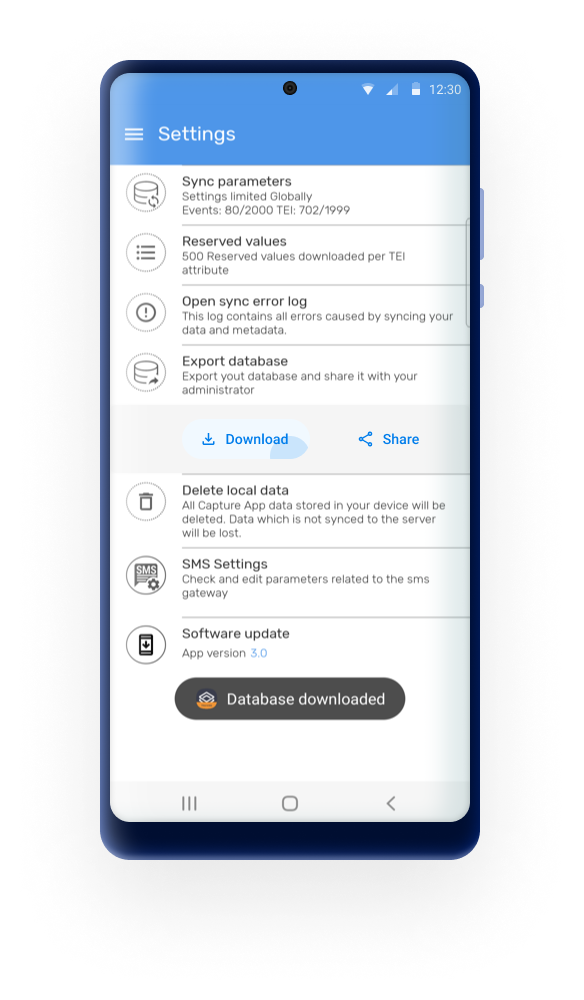 12:30
Settings
Sync parameters
Settings limited Globally
Events: 80/2000 TEI: 702/1999
Reserved values
500 Reserved values downloaded per TEI
attribute
Open sync error log
This log contains all errors caused by syncing your
data and metadata.
Export database
Export yout database and share it with your
administrator
Download
Share
Delete local data
All Capture App data stored in your device will be
deleted. Data which is not synced to the server
will be lost.
SMS
SMS Settings
Check and edit parameters related to the sms
gateway
Software update
App version 3.0
Database downloaded